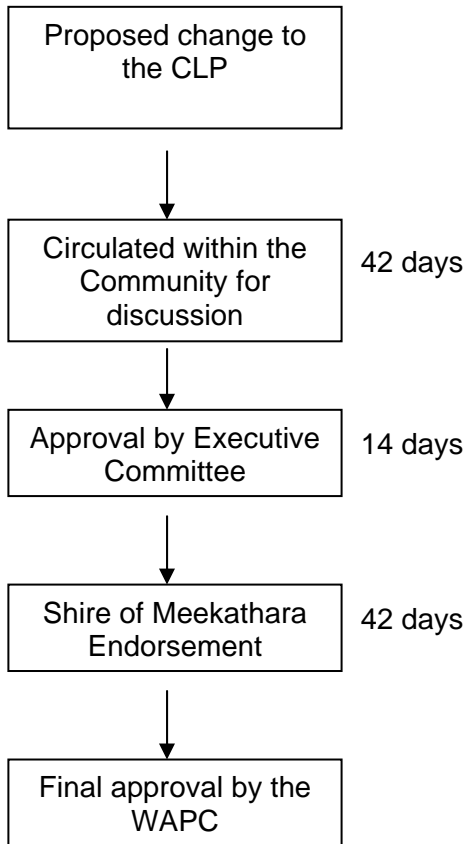 Proposed change to
the CLP
Circulated within the
Community for
discussion
42 days
Approval by Executive
Committee
14 days
Shire of Meekathara
Endorsement
42 days
Final approval by the
WAPC